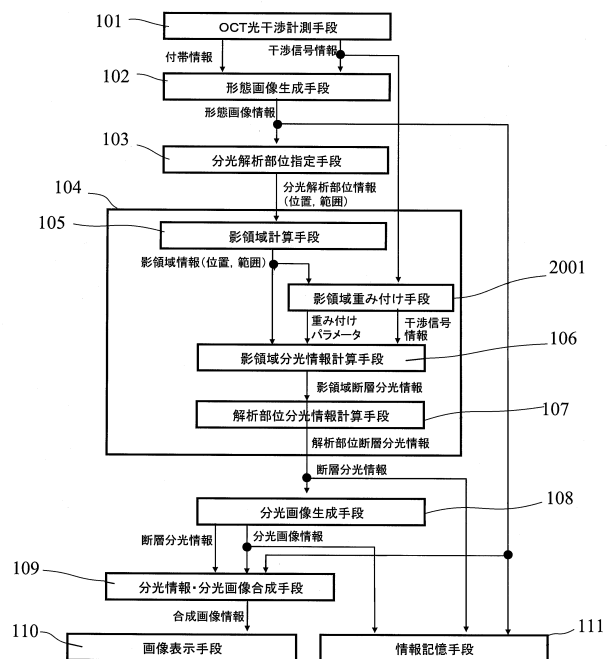 101
OCT光干渉計測手段
付帯情報
干渉信号情報
102
形態画像生成手段
形態画像情報
103
分光解析部位指定手段
分光解析部位情報
(位置，範囲)
104
105
影領域計算手段
影領域情報(位置，範囲)
2001
影領域重み付け手段
重み付け
パラメータ
干渉信号
情報
106
影領域分光情報計算手段
影領域断層分光情報
107
解析部位分光情報計算手段
解析部位断層分光情報
断層分光情報
108
分光画像生成手段
断層分光情報
分光画像情報
109
分光情報・分光画像合成手段
合成画像情報
110
画像表示手段
111
情報記憶手段